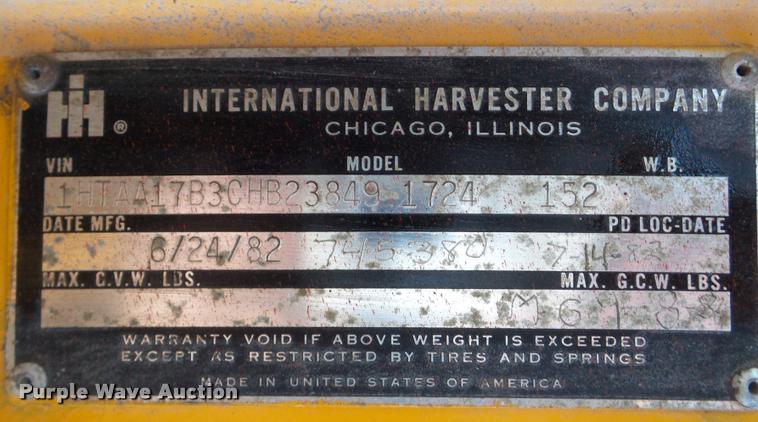 IH ®
INTERNATIONAL HARVESTER COMPANY
CHICAGO, ILLINOIS
VIN MODEL W.B.
1HTAA17B3CHB23849 1724 152
DATE MFG. PD LOC-DATE
6/24/82 7-14-82
MAX. G.V.W. LBS. MAX. G.C.W. LBS.
WARRANTY VOID IF ABOVE WEIGHT IS EXCEEDED
EXCEPT AS RESTRICTED BY TIRES AND SPRINGS
MADE IN UNITED STATES OF AMERICA
Purple Wave Auction